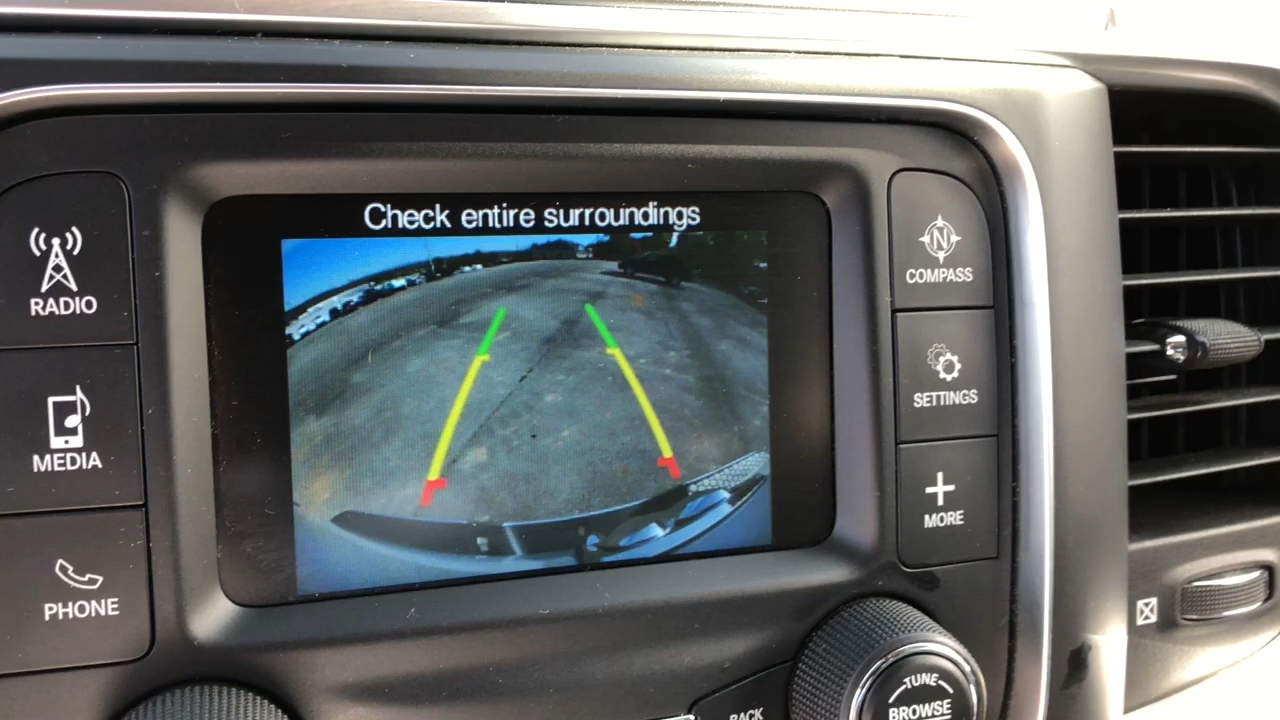 Check entire surroundings
RADIO
MEDIA
PHONE
N
COMPASS
SETTINGS
MORE
TUNE
BROWSE
BACK